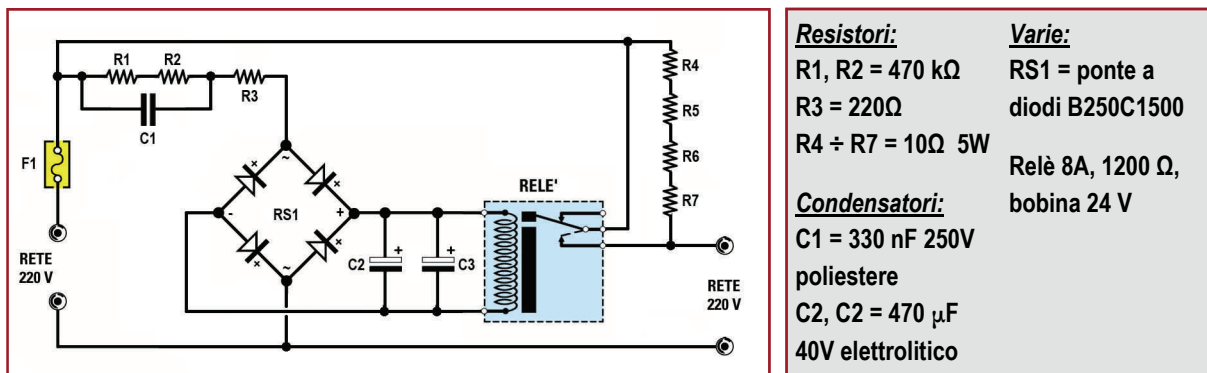 R1
R2
R3
C1
F1
RETE
220 V
~
-
RS1
+
~
C2
+
C3
+
RELE'
R4
R5
R6
R7
RETE
220 V
Resistori:
R1, R2 = 470 kΩ
R3 = 220Ω
R4 ÷ R7 = 10Ω 5W
Condensatori:
C1 = 330 nF 250V
poliestere
C2, C2 = 470 μF
40V elettrolitico
Varie:
RS1 = ponte a
diodi B250C1500
Relè 8A, 1200 Ω,
bobina 24 V